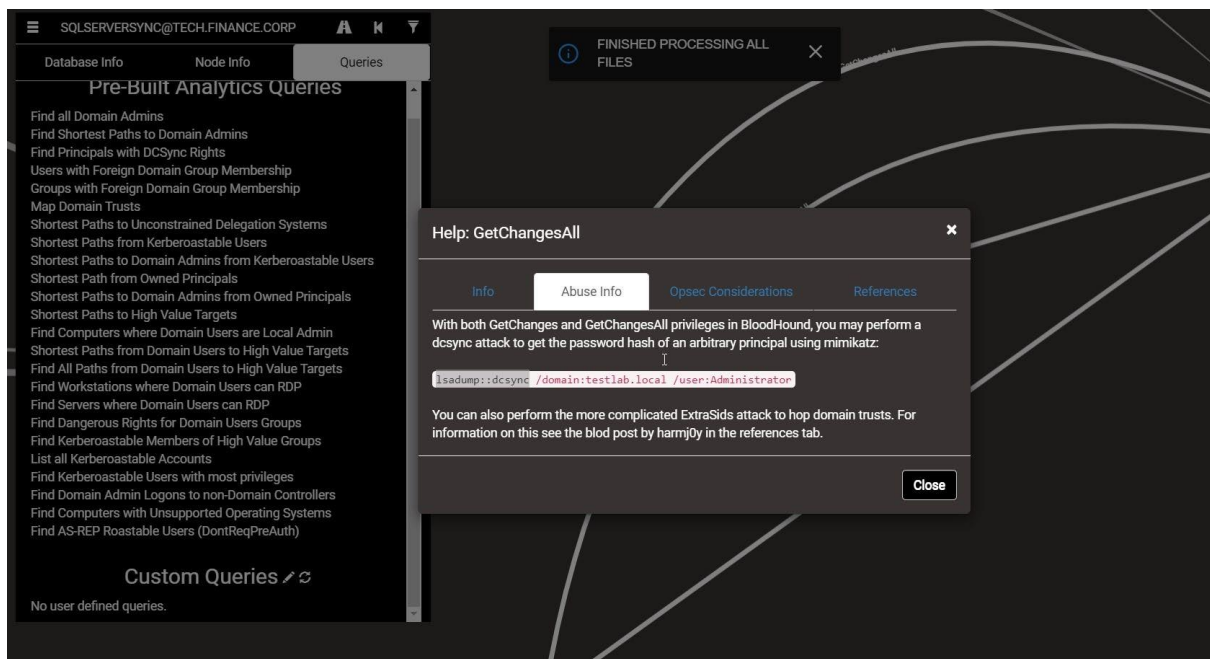 SQLSERVERSYNC@TECH.FINANCE.CORP
Database Info
Node Info
Queries
Pre-Built Analytics Queries
Find all Domain Admins
Find Shortest Paths to Domain Admins
Find Principals with DCSync Rights
Users with Foreign Domain Group Membership
Groups with Foreign Domain Group Membership
Map Domain Trusts
Shortest Paths to Unconstrained Delegation Systems
Shortest Paths from Kerberoastable Users
Shortest Paths to Domain Admins from Kerberoastable Users
Shortest Path from Owned Principals
Shortest Paths to Domain Admins from Owned Principals
Shortest Paths to High Value Targets
Find Computers where Domain Users are Local Admin
Shortest Paths from Domain Users to High Value Targets
Find All Paths from Domain Users to High Value Targets
Find Workstations where Domain Users can RDP
Find Servers where Domain Users can RDP
Find Dangerous Rights for Domain Users Groups
Find Kerberoastable Members of High Value Groups
List all Kerberoastable Accounts
Find Kerberoastable Users with most privileges
Find Domain Admin Logons to non-Domain Controllers
Find Computers with Unsupported Operating Systems
Find AS-REP Roastable Users (DontReqPreAuth)
Custom Queries
No user defined queries.
FINISHED PROCESSING ALL
FILES
Help: GetChangesAll
Info
Abuse Info
Opsec Considerations
References
With both GetChanges and GetChangesAll privileges in BloodHound, you may perform a
dcsync attack to get the password hash of an arbitrary principal using mimikatz:
lsadump::dcsync /domain:testlab.local /user:Administrator
You can also perform the more complicated ExtraSids attack to hop domain trusts. For
information on this see the blod post by harmj0y in the references tab.
Close